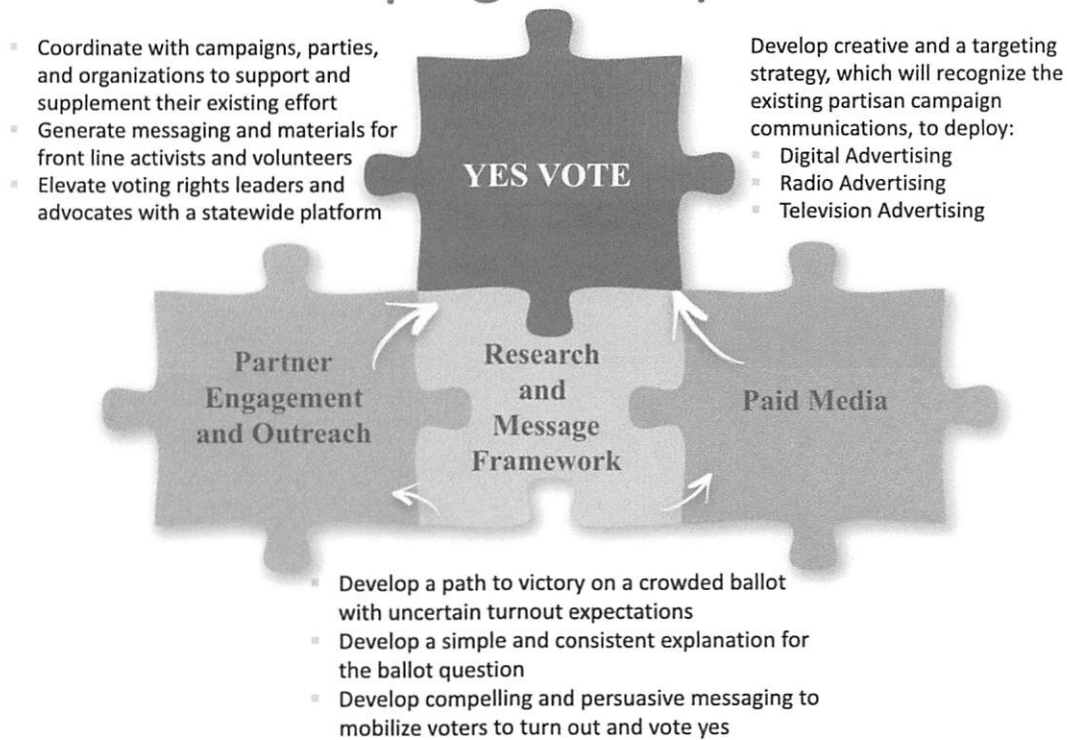 Coordinate with campaigns, parties,
and organizations to support and
supplement their existing effort
Generate messaging and materials for
front line activists and volunteers
Elevate voting rights leaders and
advocates with a statewide platform
Develop creative and a targeting
strategy, which will recognize the
existing partisan campaign
communications, to deploy:
Digital Advertising
Radio Advertising
Television Advertising
YES VOTE
Partner
Engagement
and Outreach
Research
and
Message
Framework
Paid Media
Develop a path to victory on a crowded ballot
with uncertain turnout expectations
Develop a simple and consistent explanation for
the ballot question
Develop compelling and persuasive messaging to
mobilize voters to turn out and vote yes